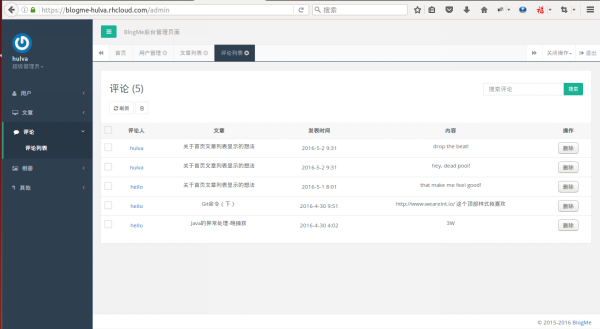 https://blogme-hulva.rhcloud.com/admin
搜索
BlogMe后台管理页面
hulva
超级管理员
首页
用户管理
文章列表
评论列表
关闭操作
退出
用户
文章
评论
评论列表
相册
其他
评论 (5)
搜索评论
搜索
刷新
评论人 文章 发表时间 内容 操作
hulva 关于首页文章列表显示的想法 2016-5-2 9:31 drop the beat! 删除
hulva 关于首页文章列表显示的想法 2016-5-2 9:31 hey, dead pool! 删除
hello 关于首页文章列表显示的想法 2016-5-1 8:01 that make me feel good! 删除
hello Git命令（下） 2016-4-30 9:51 http://www.weareint.io/ 这个顶部样式 删除
hello Java的异常处理-略摘抄 2016-4-30 4:02 3W 删除
© 2015-2016 BlogMe